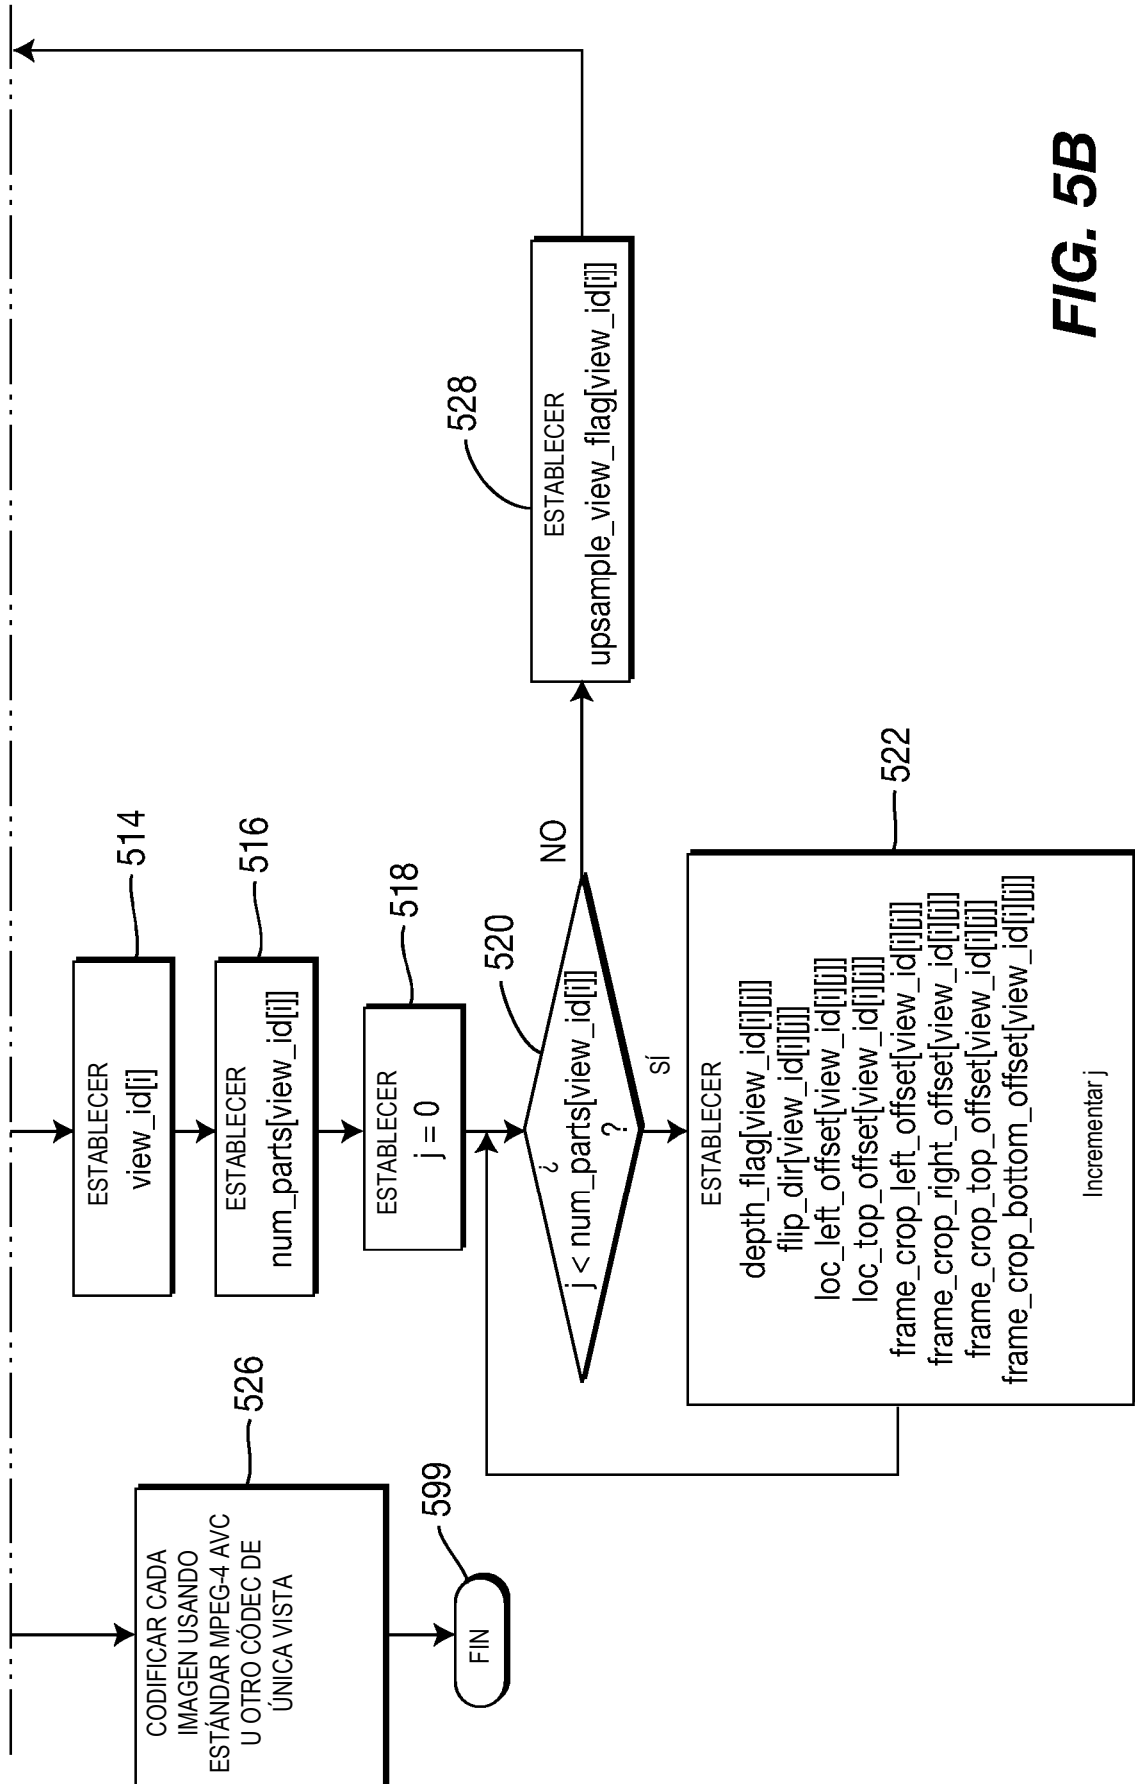 CODIFICAR CADA
IMAGEN USANDO
ESTÁNDAR MPEG-4 AVC
U OTRO CÓDEC DE
ÚNICA VISTA
526
FIN
599
ESTABLECER
view_id[i]
514
ESTABLECER
num_parts[view_id[i]]
516
ESTABLECER
j = 0
518
¿
j < num_parts[view_id[i]]
?
520
NO
SÍ
ESTABLECER
depth_flag[view_id[i][j]]
flip_dir[view_id[i][j]]
loc_left_offset[view_id[i][j]]
loc_top_offset[view_id[i][j]]
frame_crop_left_offset[view_id[i][j]]
frame_crop_right_offset[view_id[i][j]]
frame_crop_top_offset[view_id[i][j]]
frame_crop_bottom_offset[view_id[i][j]]
Incrementar j
522
ESTABLECER
upsample_view_flag[view_id[i]]
528
FIG. 5B